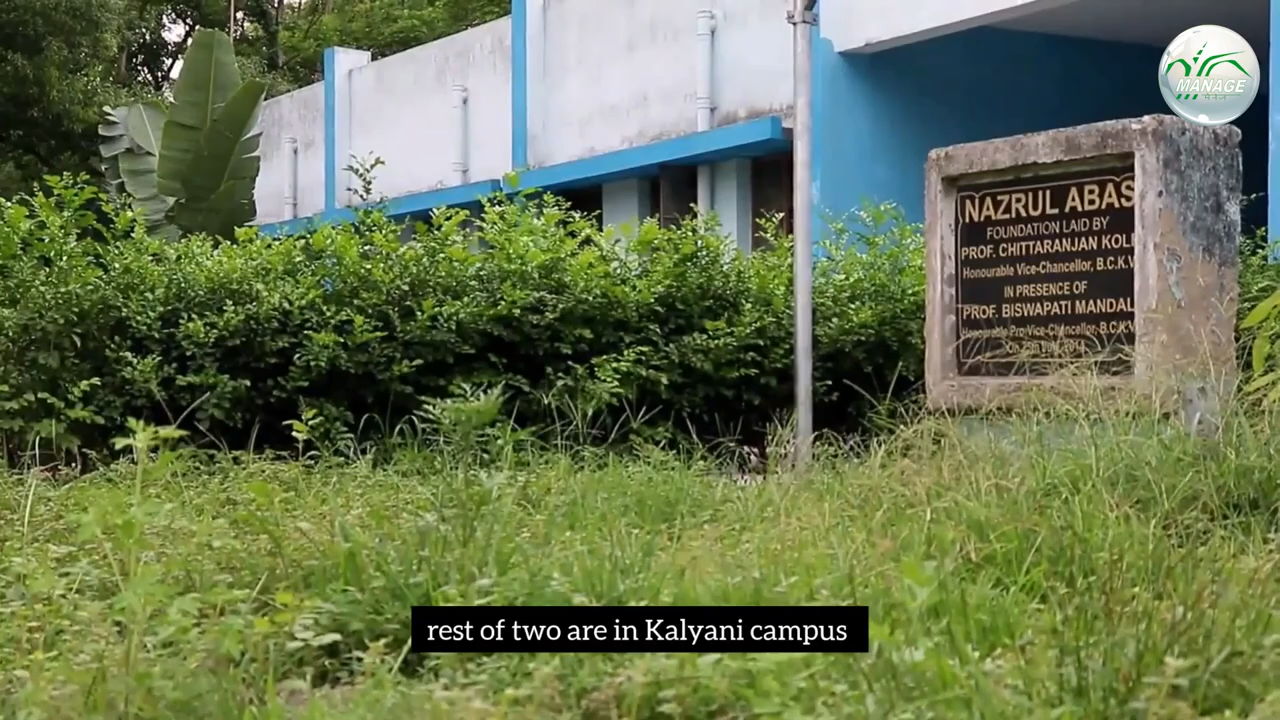 MANAGE
NAZRUL ABAS
FOUNDATION LAID BY
PROF. CHITTARANJAN KOL
Honourable Vice-Chancellor, B.C.K.V
IN PRESENCE OF
PROF. BISWAPATI MANDAL
Honourable Pro Vice-Chancellor, B.C.K.V
rest of two are in Kalyani campus